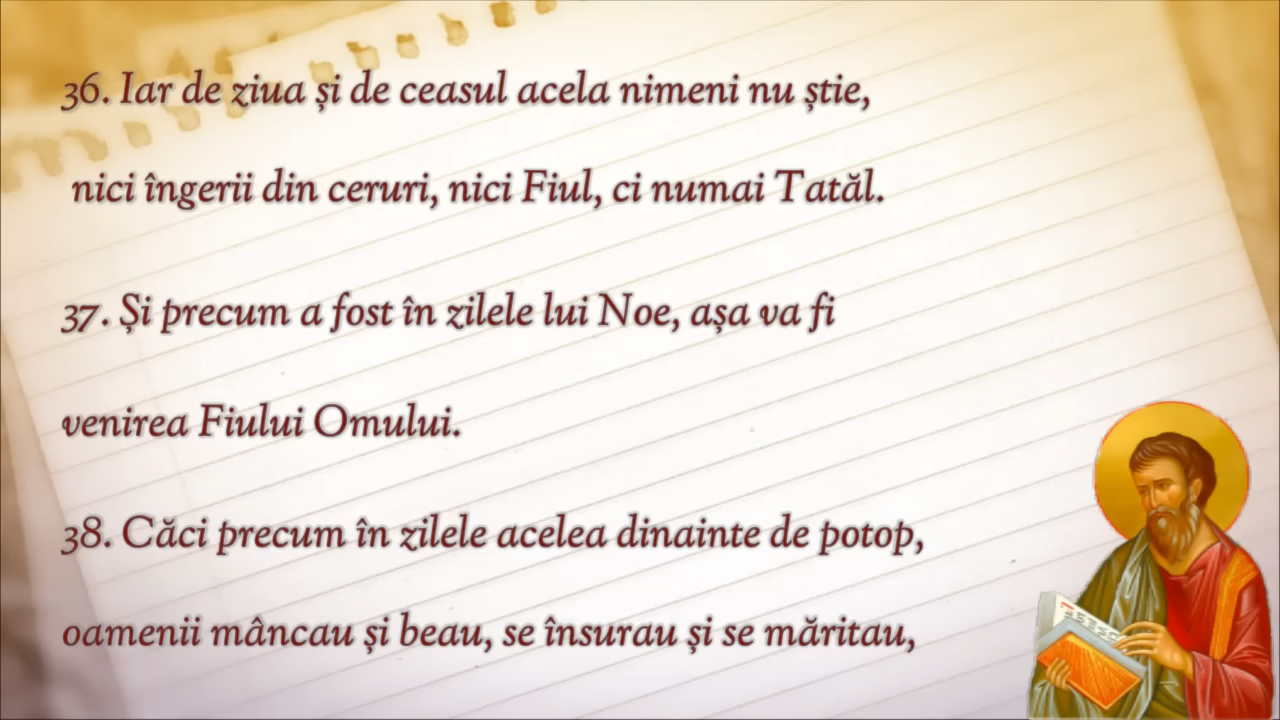 36. Iar de ziua și de ceasul acela nimeni nu știe,
nici îngerii din ceruri, nici Fiul, ci numai Tatăl.
37. Și precum a fost în zilele lui Noe, așa va fi
venirea Fiului Omului.
38. Căci precum în zilele acelea dinainte de potop,
oamenii mâncau și beau, se însurau și se măritau,